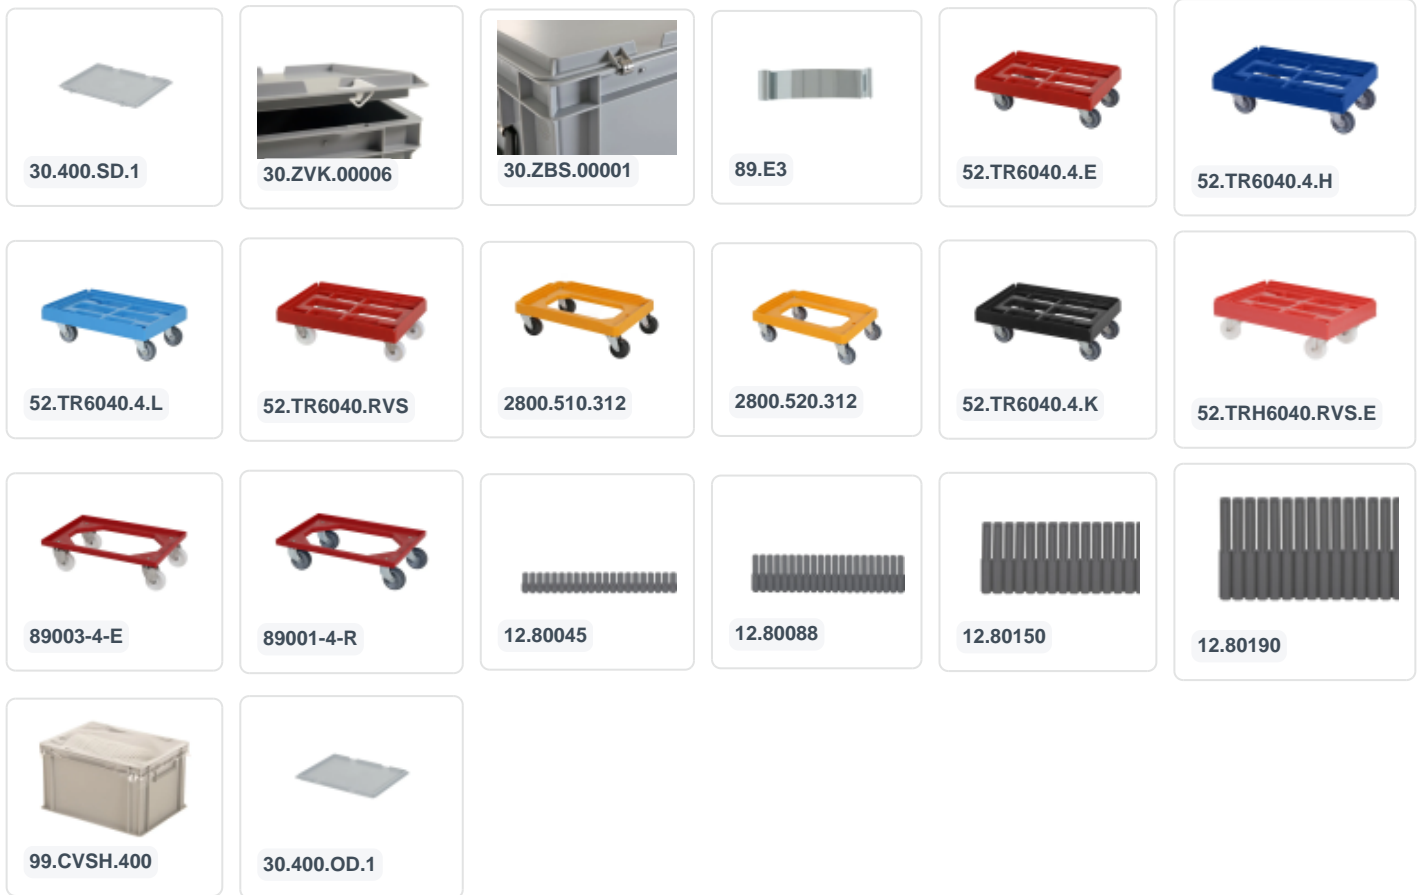 30.400.SD.1
30.ZVK.00006
30.ZBS.00001
89.E3
52.TR6040.4.E
52.TR6040.4.H
52.TR6040.4.L
52.TR6040.RVS
2800.510.312
2800.520.312
52.TR6040.4.K
52.TRH6040.RVS.E
89003-4-E
89001-4-R
12.80045
12.80088
12.80150
12.80190
99.CVSH.400
30.400.OD.1